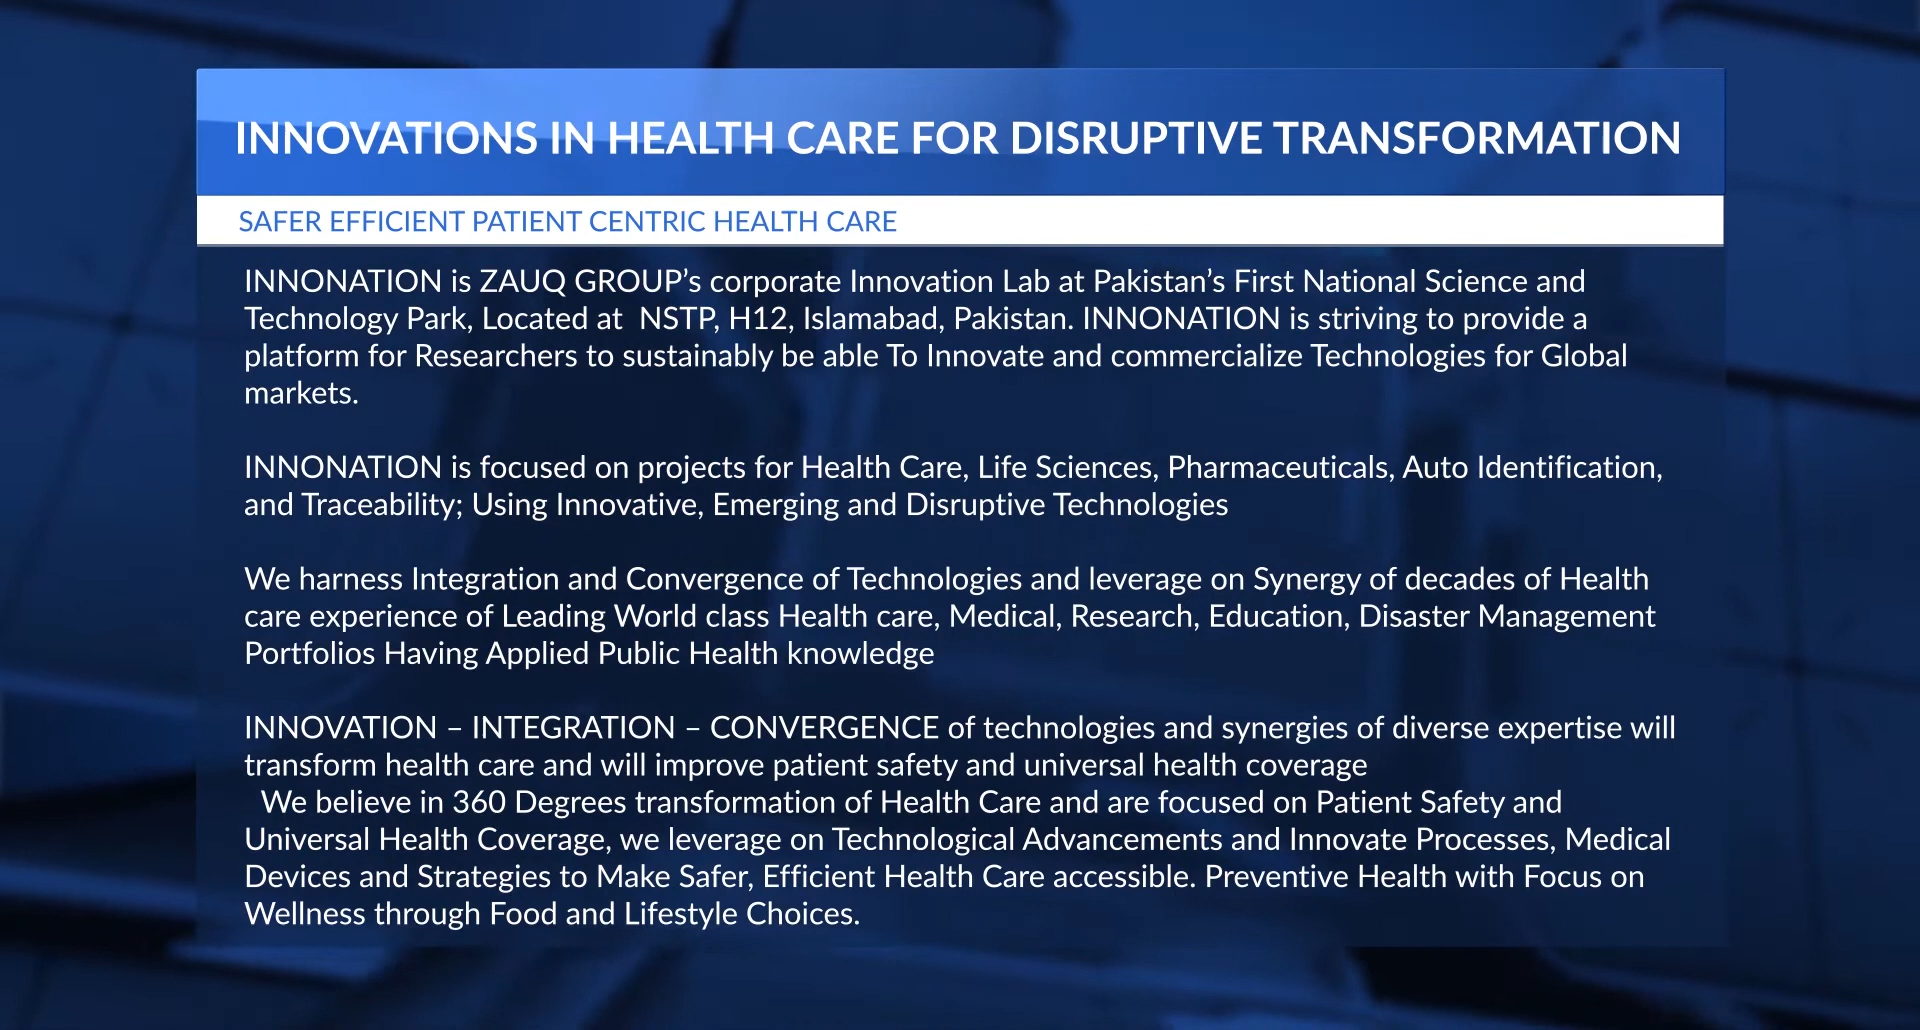 INNOVATIONS IN HEALTH CARE FOR DISRUPTIVE TRANSFORMATION
SAFER EFFICIENT PATIENT CENTRIC HEALTH CARE
INNONATION is ZAUQ GROUP’s corporate Innovation Lab at Pakistan’s First National Science and
Technology Park, Located at  NSTP, H12, Islamabad, Pakistan. INNONATION is striving to provide a
platform for Researchers to sustainably be able To Innovate and commercialize Technologies for Global
markets.
INNONATION is focused on projects for Health Care, Life Sciences, Pharmaceuticals, Auto Identification,
and Traceability; Using Innovative, Emerging and Disruptive Technologies
We harness Integration and Convergence of Technologies and leverage on Synergy of decades of Health
care experience of Leading World class Health care, Medical, Research, Education, Disaster Management
Portfolios Having Applied Public Health knowledge
INNOVATION – INTEGRATION – CONVERGENCE of technologies and synergies of diverse expertise will
transform health care and will improve patient safety and universal health coverage
We believe in 360 Degrees transformation of Health Care and are focused on Patient Safety and
Universal Health Coverage, we leverage on Technological Advancements and Innovate Processes, Medical
Devices and Strategies to Make Safer, Efficient Health Care accessible. Preventive Health with Focus on
Wellness through Food and Lifestyle Choices.